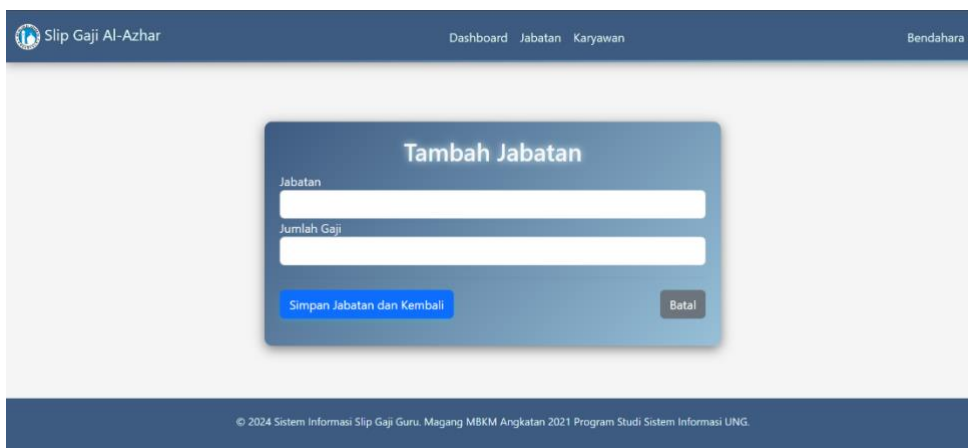 Slip Gaji Al-Azhar
Dashboard Jabatan Karyawan
Bendahara
Tambah Jabatan
Jabatan
Jumlah Gaji
Simpan Jabatan dan Kembali
Batal
© 2024 Sistem Informasi Slip Gaji Guru. Magang MBKM Angkatan 2021 Program Studi Sistem Informasi UNG.